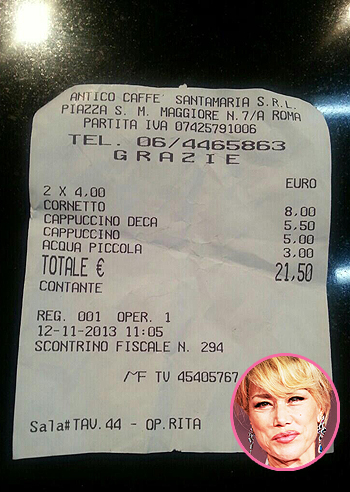 ANTICO CAFFE' SANTAMARIA S.R.L.
PIAZZA S. M. MAGGIORE N.7/A ROMA
PARTITA IVA 07425791006
TEL. 06/4465863
GRAZIE
EURO
2 X 4,00
CORNETTO 8,00
CAPPUCCINO DECA 5,50
CAPPUCCINO 5,00
ACQUA PICCOLA 3,00
TOTALE € 21,50
CONTANTE
REG. 001 OPER. 1
12-11-2013 11:05
SCONTRINO FISCALE N. 294
MF TV 45405767
Sala#TAV.44 - OP.RITA